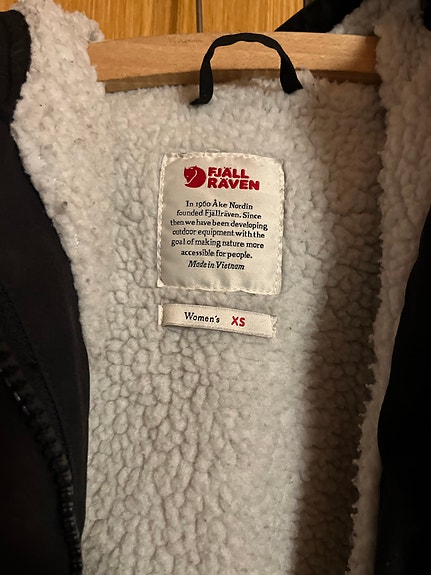 FJÄLL
RÄVEN
In 1960 Åke Nordin
founded Fjällräven. Since
then we have been developing
outdoor equipment with the
goal of making nature more
accessible for people.
Made in Vietnam
Women's XS